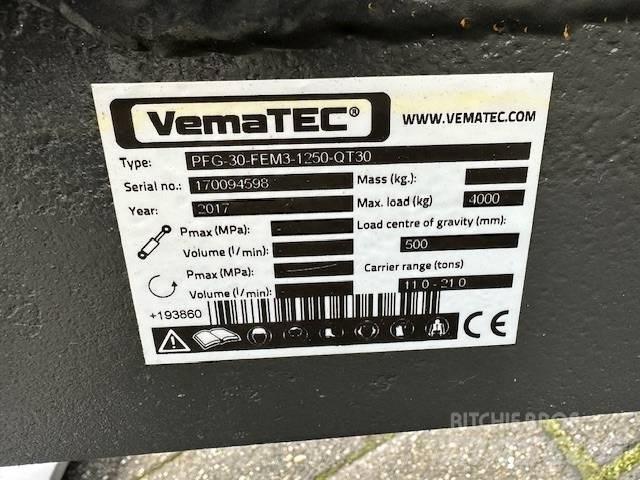 VemaTEC® WWW.VEMATEC.COM
Type: PFG-30-FEM3-1250-QT30
Serial no.: 170094598 Mass (kg.):
Year: 2017 Max. load (kg) 4000
Pmax (MPa): Load centre of gravity (mm):
Volume (l/min): 500
Pmax (MPa): Carrier range (tons)
Volume (l/min): 11.0-21.0
+193860
CE
RITCHIE BROS